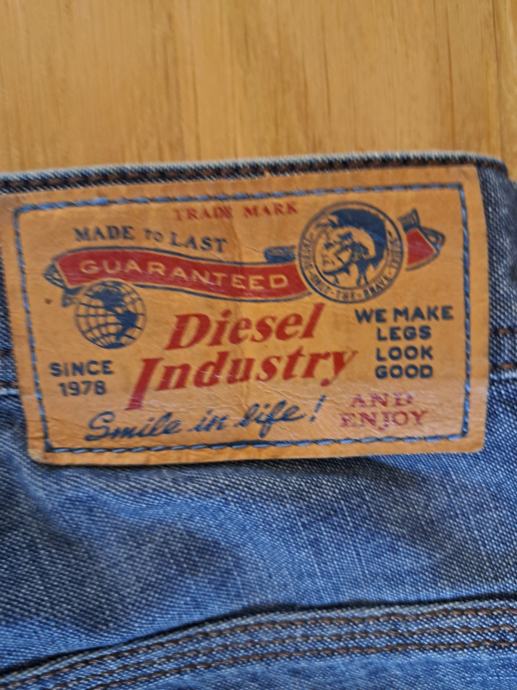 TRADE MARK
MADE TO LAST
GUARANTEED
Diesel
Industry
SINCE
1978
WE MAKE
LEGS
LOOK
GOOD
AND
ENJOY
Smile in life!